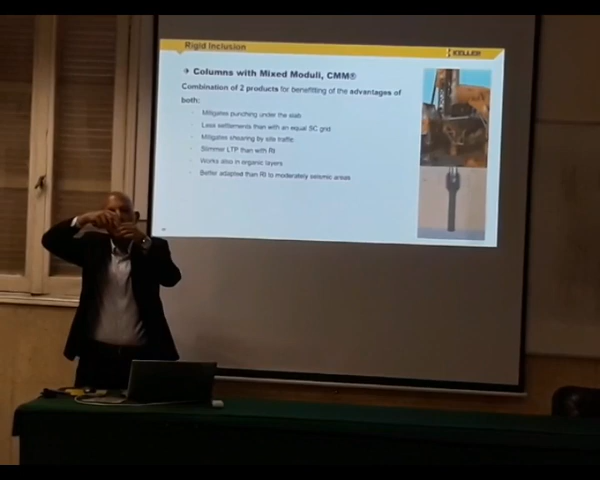 Rigid Inclusion
KELLER
Columns with Mixed Moduli, CMM®
Combination of 2 products for benefitting of the advantages of
both:
Mitigates punching under the slab
Less settlements than with an equal SC grid
Mitigates shearing by site traffic
Slimmer LTP than with RI
Works also in organic layers
Better adapted than RI to moderately seismic areas